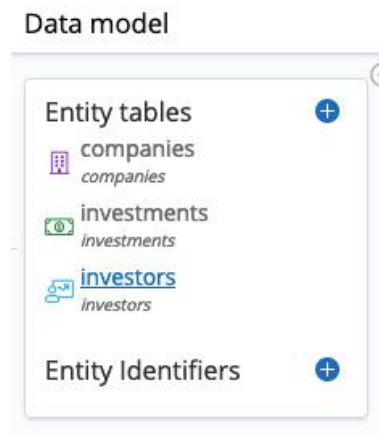 Data model
Entity tables
companies
companies
investments
investments
investors
investors
Entity Identifiers